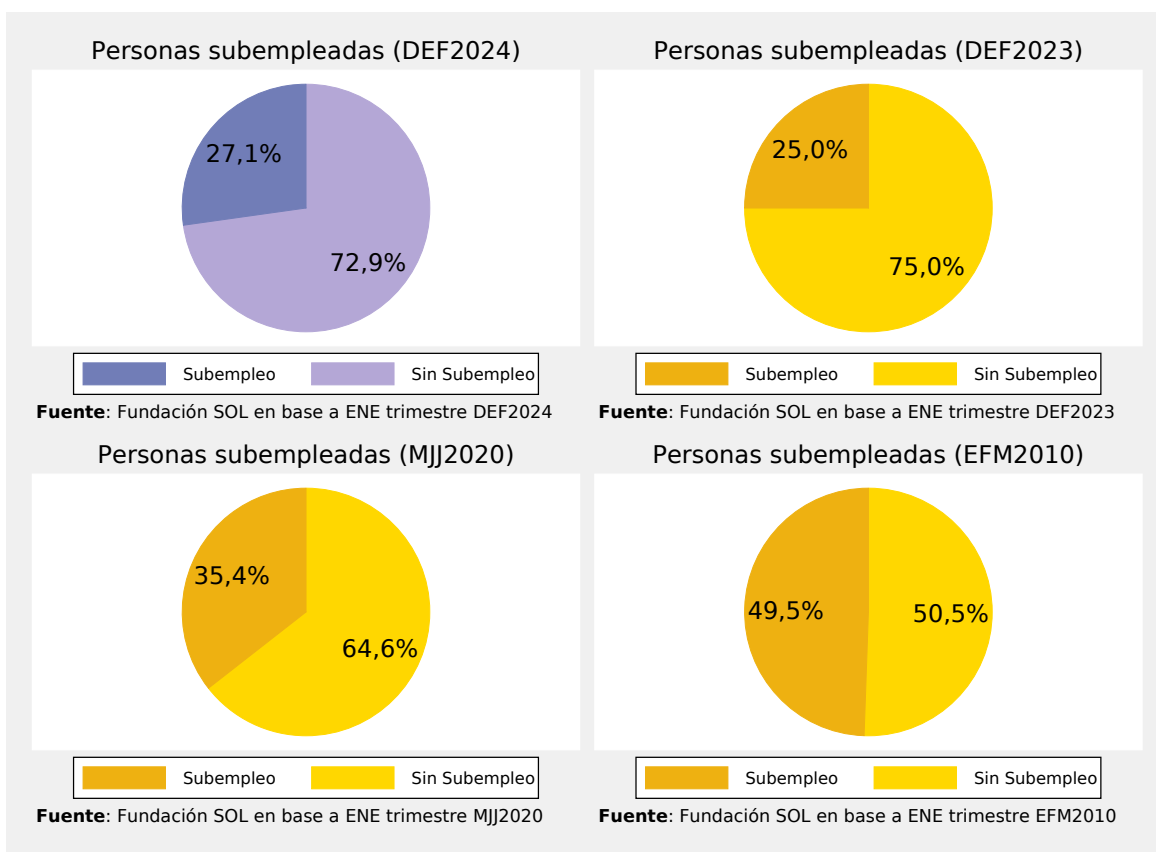 Personas subempleadas (DEF2024)
27,1%
72,9%
Subempleo
Sin Subempleo
Fuente: Fundación SOL en base a ENE trimestre DEF2024
Personas subempleadas (DEF2023)
25,0%
75,0%
Subempleo
Sin Subempleo
Fuente: Fundación SOL en base a ENE trimestre DEF2023
Personas subempleadas (MJJ2020)
35,4%
64,6%
Subempleo
Sin Subempleo
Fuente: Fundación SOL en base a ENE trimestre MJJ2020
Personas subempleadas (EFM2010)
49,5%
50,5%
Subempleo
Sin Subempleo
Fuente: Fundación SOL en base a ENE trimestre EFM2010